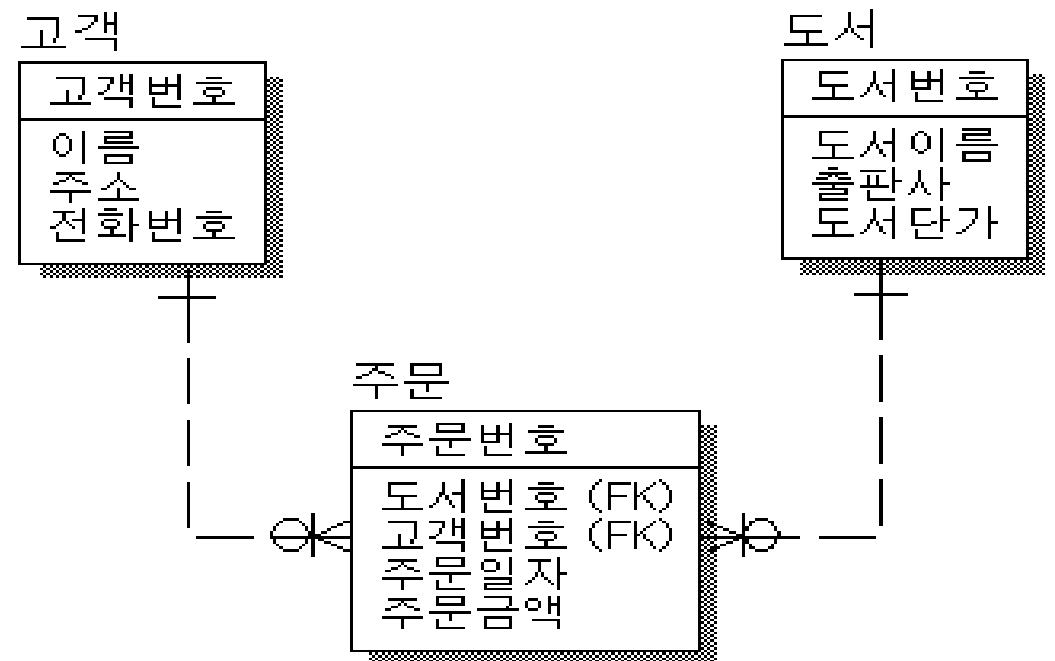 고객
고객번호
이름
주소
전화번호
도서
도서번호
도서이름
출판사
도서단가
주문
주문번호
도서번호 (FK)
고객번호 (FK)
주문일자
주문금액